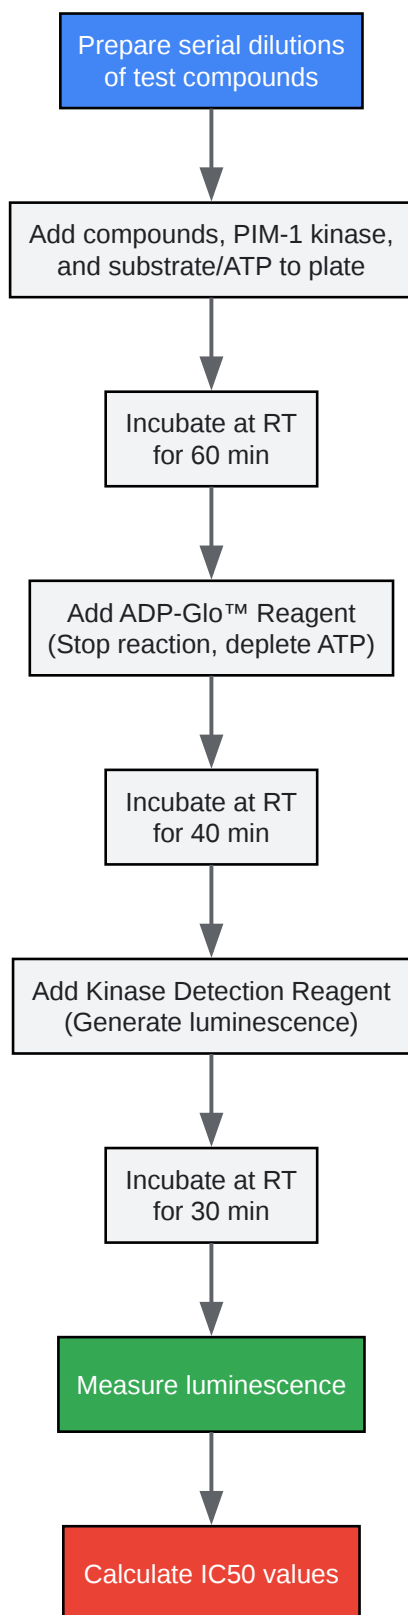 Prepare serial dilutions
of test compounds
Add compounds, PIM-1 kinase,
and substrate/ATP to plate
Incubate at RT
for 60 min
Add ADP-Glo™ Reagent
(Stop reaction, deplete ATP)
Incubate at RT
for 40 min
Add Kinase Detection Reagent
(Generate luminescence)
Incubate at RT
for 30 min
Measure luminescence
Calculate IC50 values